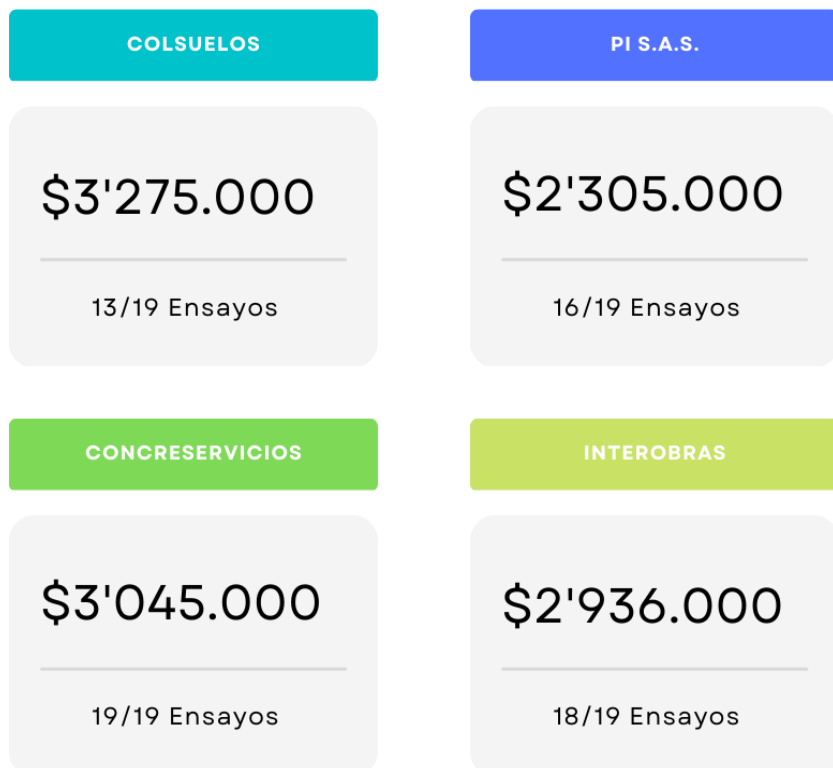 COLSUELOS
$3'275.000
13/19 Ensayos
PI S.A.S.
$2'305.000
16/19 Ensayos
CONCRESERVICIOS
$3'045.000
19/19 Ensayos
INTEROBRAS
$2'936.000
18/19 Ensayos